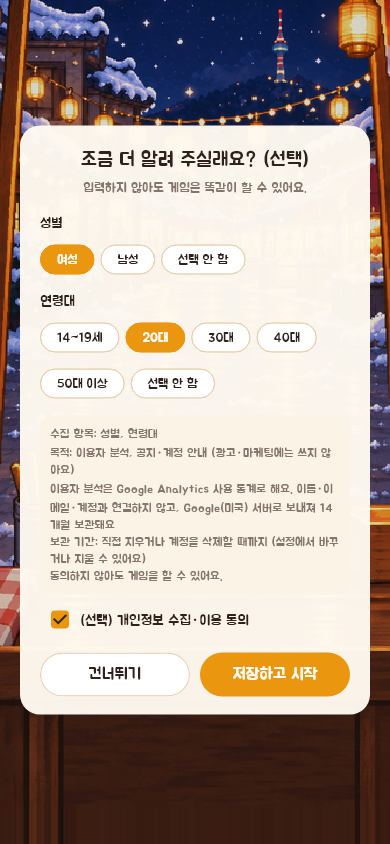 조금 더 알려 주실래요? (선택)
입력하지 않아도 게임은 똑같이 할 수 있어요.
성별
여성 남성 선택 안 함
연령대
14~19세 20대 30대 40대
50대 이상 선택 안 함
수집 항목: 성별, 연령대
목적: 이용자 분석, 공지·계정 안내 (광고·마케팅에는 쓰지 않
아요)
이용자 분석은 Google Analytics 사용 통계로 해요. 이름·이
메일·계정과 연결하지 않고, Google(미국) 서버로 보내져 14
개월 보관돼요
보관 기간: 직접 지우거나 계정을 삭제할 때까지 (설정에서 바꾸
거나 지울 수 있어요)
동의하지 않아도 게임을 할 수 있어요.
(선택) 개인정보 수집·이용 동의
건너뛰기 저장하고 시작